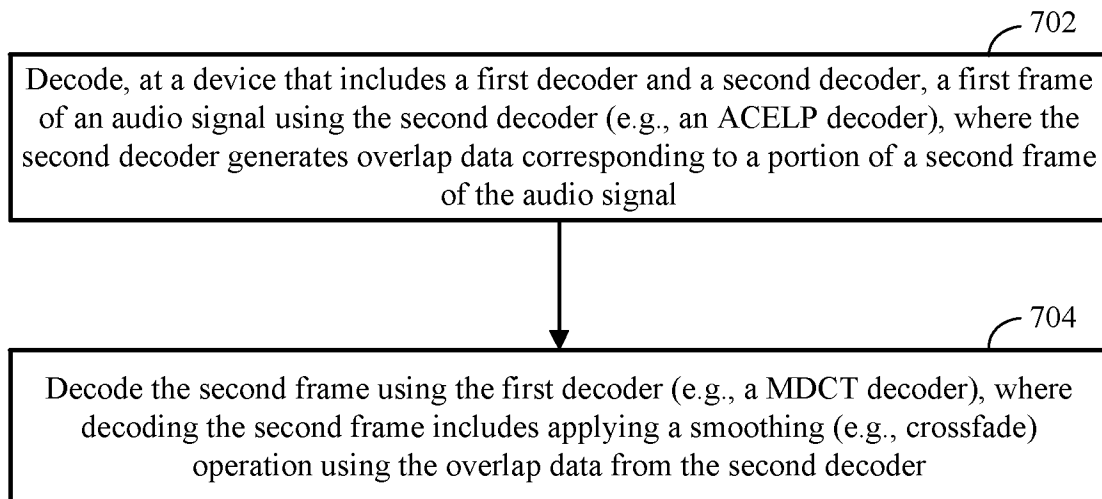 702
Decode, at a device that includes a first decoder and a second decoder, a first frame
of an audio signal using the second decoder (e.g., an ACELP decoder), where the
second decoder generates overlap data corresponding to a portion of a second frame
of the audio signal
704
Decode the second frame using the first decoder (e.g., a MDCT decoder), where
decoding the second frame includes applying a smoothing (e.g., crossfade)
operation using the overlap data from the second decoder